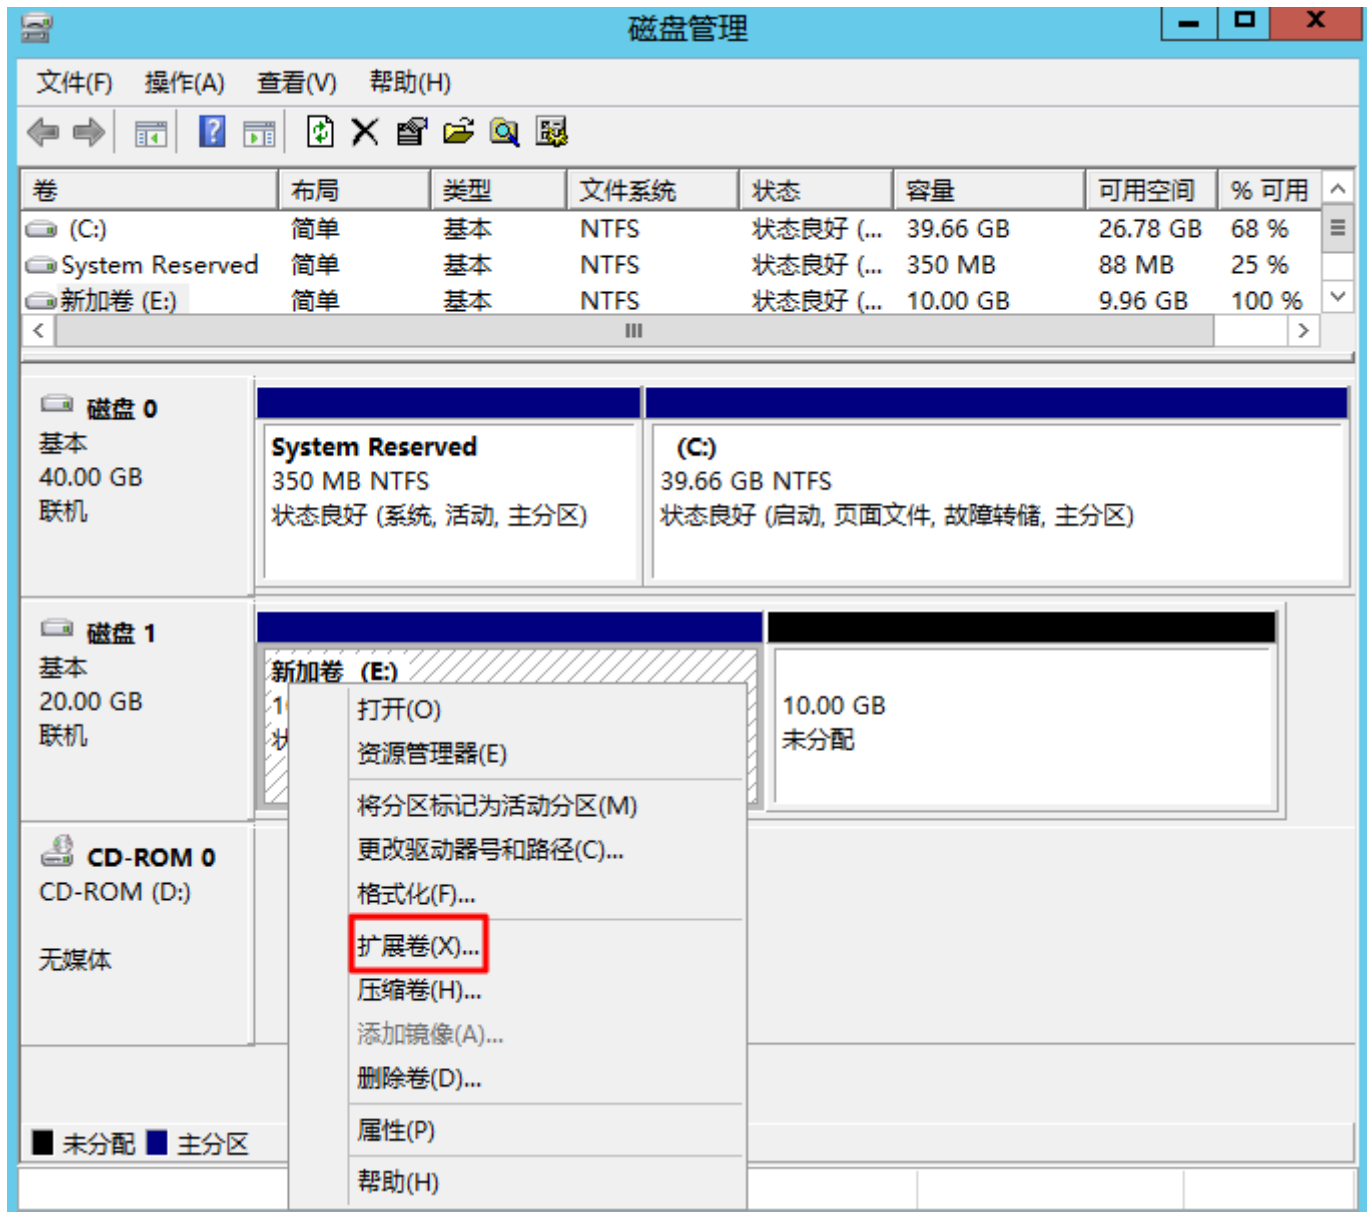 磁盘管理
文件(F) 操作(A) 查看(V) 帮助(H)
卷 布局 类型 文件系统 状态 容量 可用空间 % 可用
(C:) 简单 基本 NTFS 状态良好 (... 39.66 GB 26.78 GB 68 %
System Reserved 简单 基本 NTFS 状态良好 (... 350 MB 88 MB 25 %
新加卷 (E:) 简单 基本 NTFS 状态良好 (... 10.00 GB 9.96 GB 100 %
磁盘 0
基本
40.00 GB
联机
System Reserved
350 MB NTFS
状态良好 (系统, 活动, 主分区)
(C:)
39.66 GB NTFS
状态良好 (启动, 页面文件, 故障转储, 主分区)
磁盘 1
基本
20.00 GB
联机
新加卷 (E:)
10.00 GB
未分配
打开(O)
资源管理器(E)
将分区标记为活动分区(M)
更改驱动器号和路径(C)...
格式化(F)...
扩展卷(X)...
压缩卷(H)...
添加镜像(A)...
删除卷(D)...
属性(P)
帮助(H)
CD-ROM 0
CD-ROM (D:)
无媒体
未分配 主分区